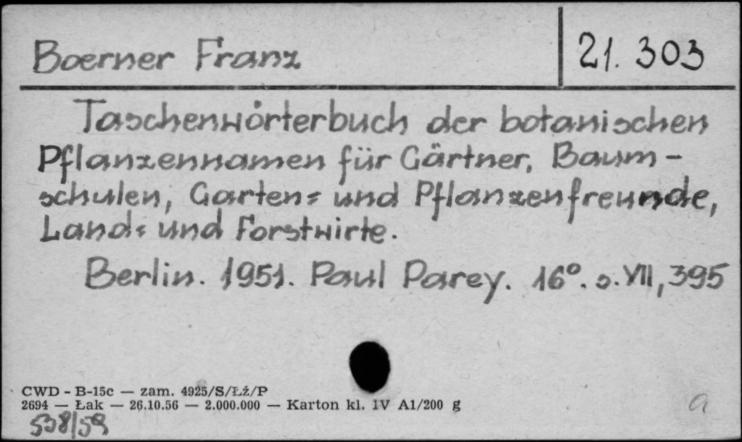 Boerner Franz
21. 303
Taschenwörterbuch der botanischen
Pflanzennamen für Gärtner, Baum-
schulen, Garten= und Pflanzenfreunde,
Land= und Forstwirte.
Berlin. 1951. Paul Parey. 16°. s. VII, 395
CWD - B-15c — zam. 4925/S/Łź/P
2694 — Łak — 26.10.56 — 2.000.000 — Karton kl. IV A1/200 g
538/59
a